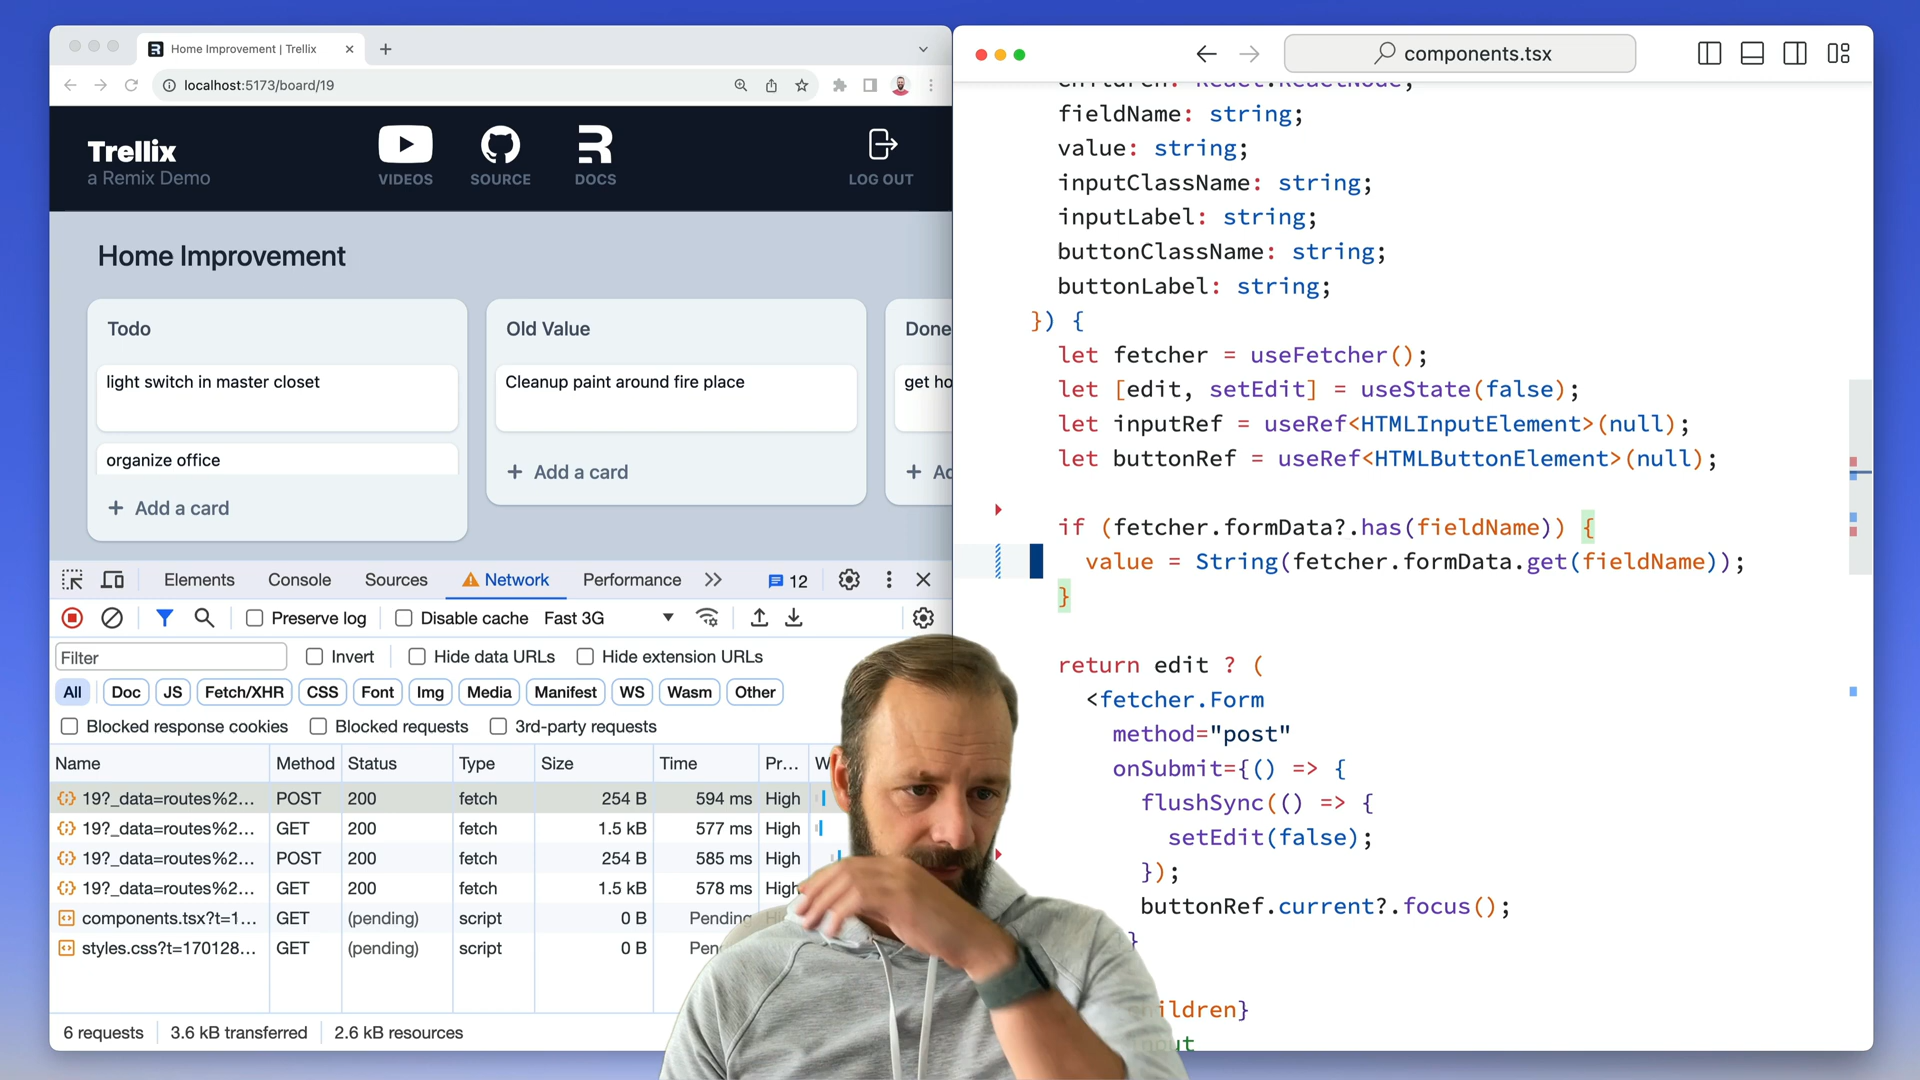 Home Improvement | Trellix
localhost:5173/board/19
Trellix
a Remix Demo
VIDEOS
SOURCE
DOCS
LOG OUT
Home Improvement
Todo
light switch in master closet
organize office
+ Add a card
Old Value
Cleanup paint around fire place
+ Add a card
Done
get ho
+ Ac
Elements Console Sources Network Performance 12
Preserve log Disable cache Fast 3G
Filter Invert Hide data URLs Hide extension URLs
All Doc JS Fetch/XHR CSS Font Img Media Manifest WS Wasm Other
Blocked response cookies Blocked requests 3rd-party requests
Name Method Status Type Size Time Pr... W
19?_data=routes%2... POST 200 fetch 254 B 594 ms High
19?_data=routes%2... GET 200 fetch 1.5 kB 577 ms High
19?_data=routes%2... POST 200 fetch 254 B 585 ms High
19?_data=routes%2... GET 200 fetch 1.5 kB 578 ms High
components.tsx?t=1... GET (pending) script 0 B Pending
styles.css?t=170128... GET (pending) script 0 B Pen
6 requests 3.6 kB transferred 2.6 kB resources
components.tsx
children: React.ReactNode;
fieldName: string;
value: string;
inputClassName: string;
inputLabel: string;
buttonClassName: string;
buttonLabel: string;
}) {
let fetcher = useFetcher();
let [edit, setEdit] = useState(false);
let inputRef = useRef<HTMLInputElement>(null);
let buttonRef = useRef<HTMLButtonElement>(null);
if (fetcher.formData?.has(fieldName)) {
value = String(fetcher.formData.get(fieldName));
}
return edit ? (
<fetcher.Form
method="post"
onSubmit={() => {
flushSync(() => {
setEdit(false);
});
buttonRef.current?.focus();
}
ildren}